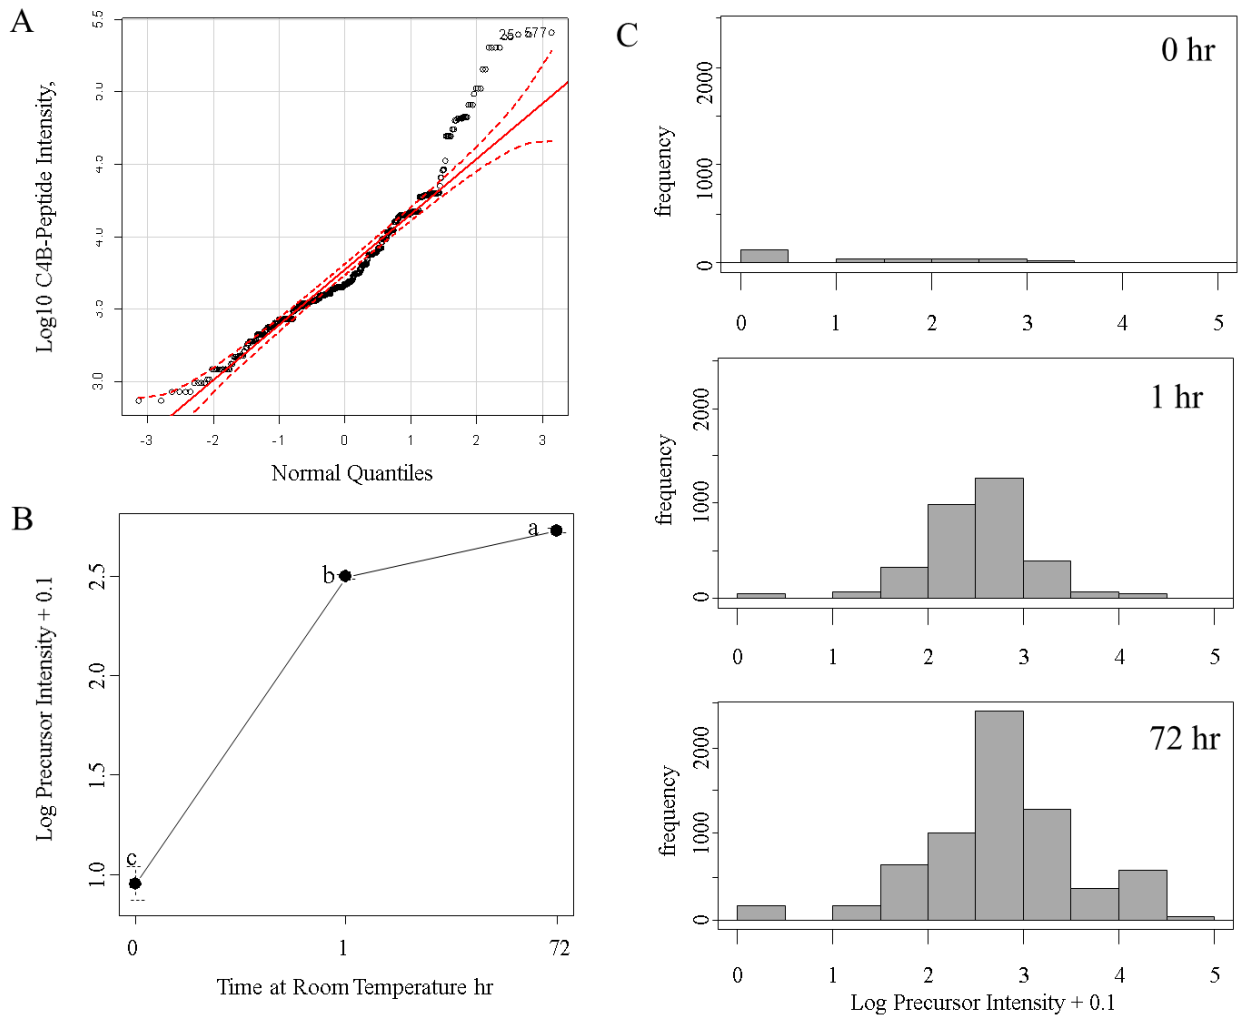 A
Log10 C4B-Peptide Intensity,
5.5
5.0
4.5
4.0
3.5
3.0
577
-3 -2 -1 0 1 2 3
Normal Quantiles
B
Log Precursor Intensity + 0.1
2.5
2.0
1.5
1.0
a
b
c
0 1 72
Time at Room Temperature hr
C
0 hr
frequency
2000
1000
0
0 1 2 3 4 5
1 hr
frequency
2000
1000
0
0 1 2 3 4 5
72 hr
frequency
2000
1000
0
0 1 2 3 4 5
Log Precursor Intensity + 0.1